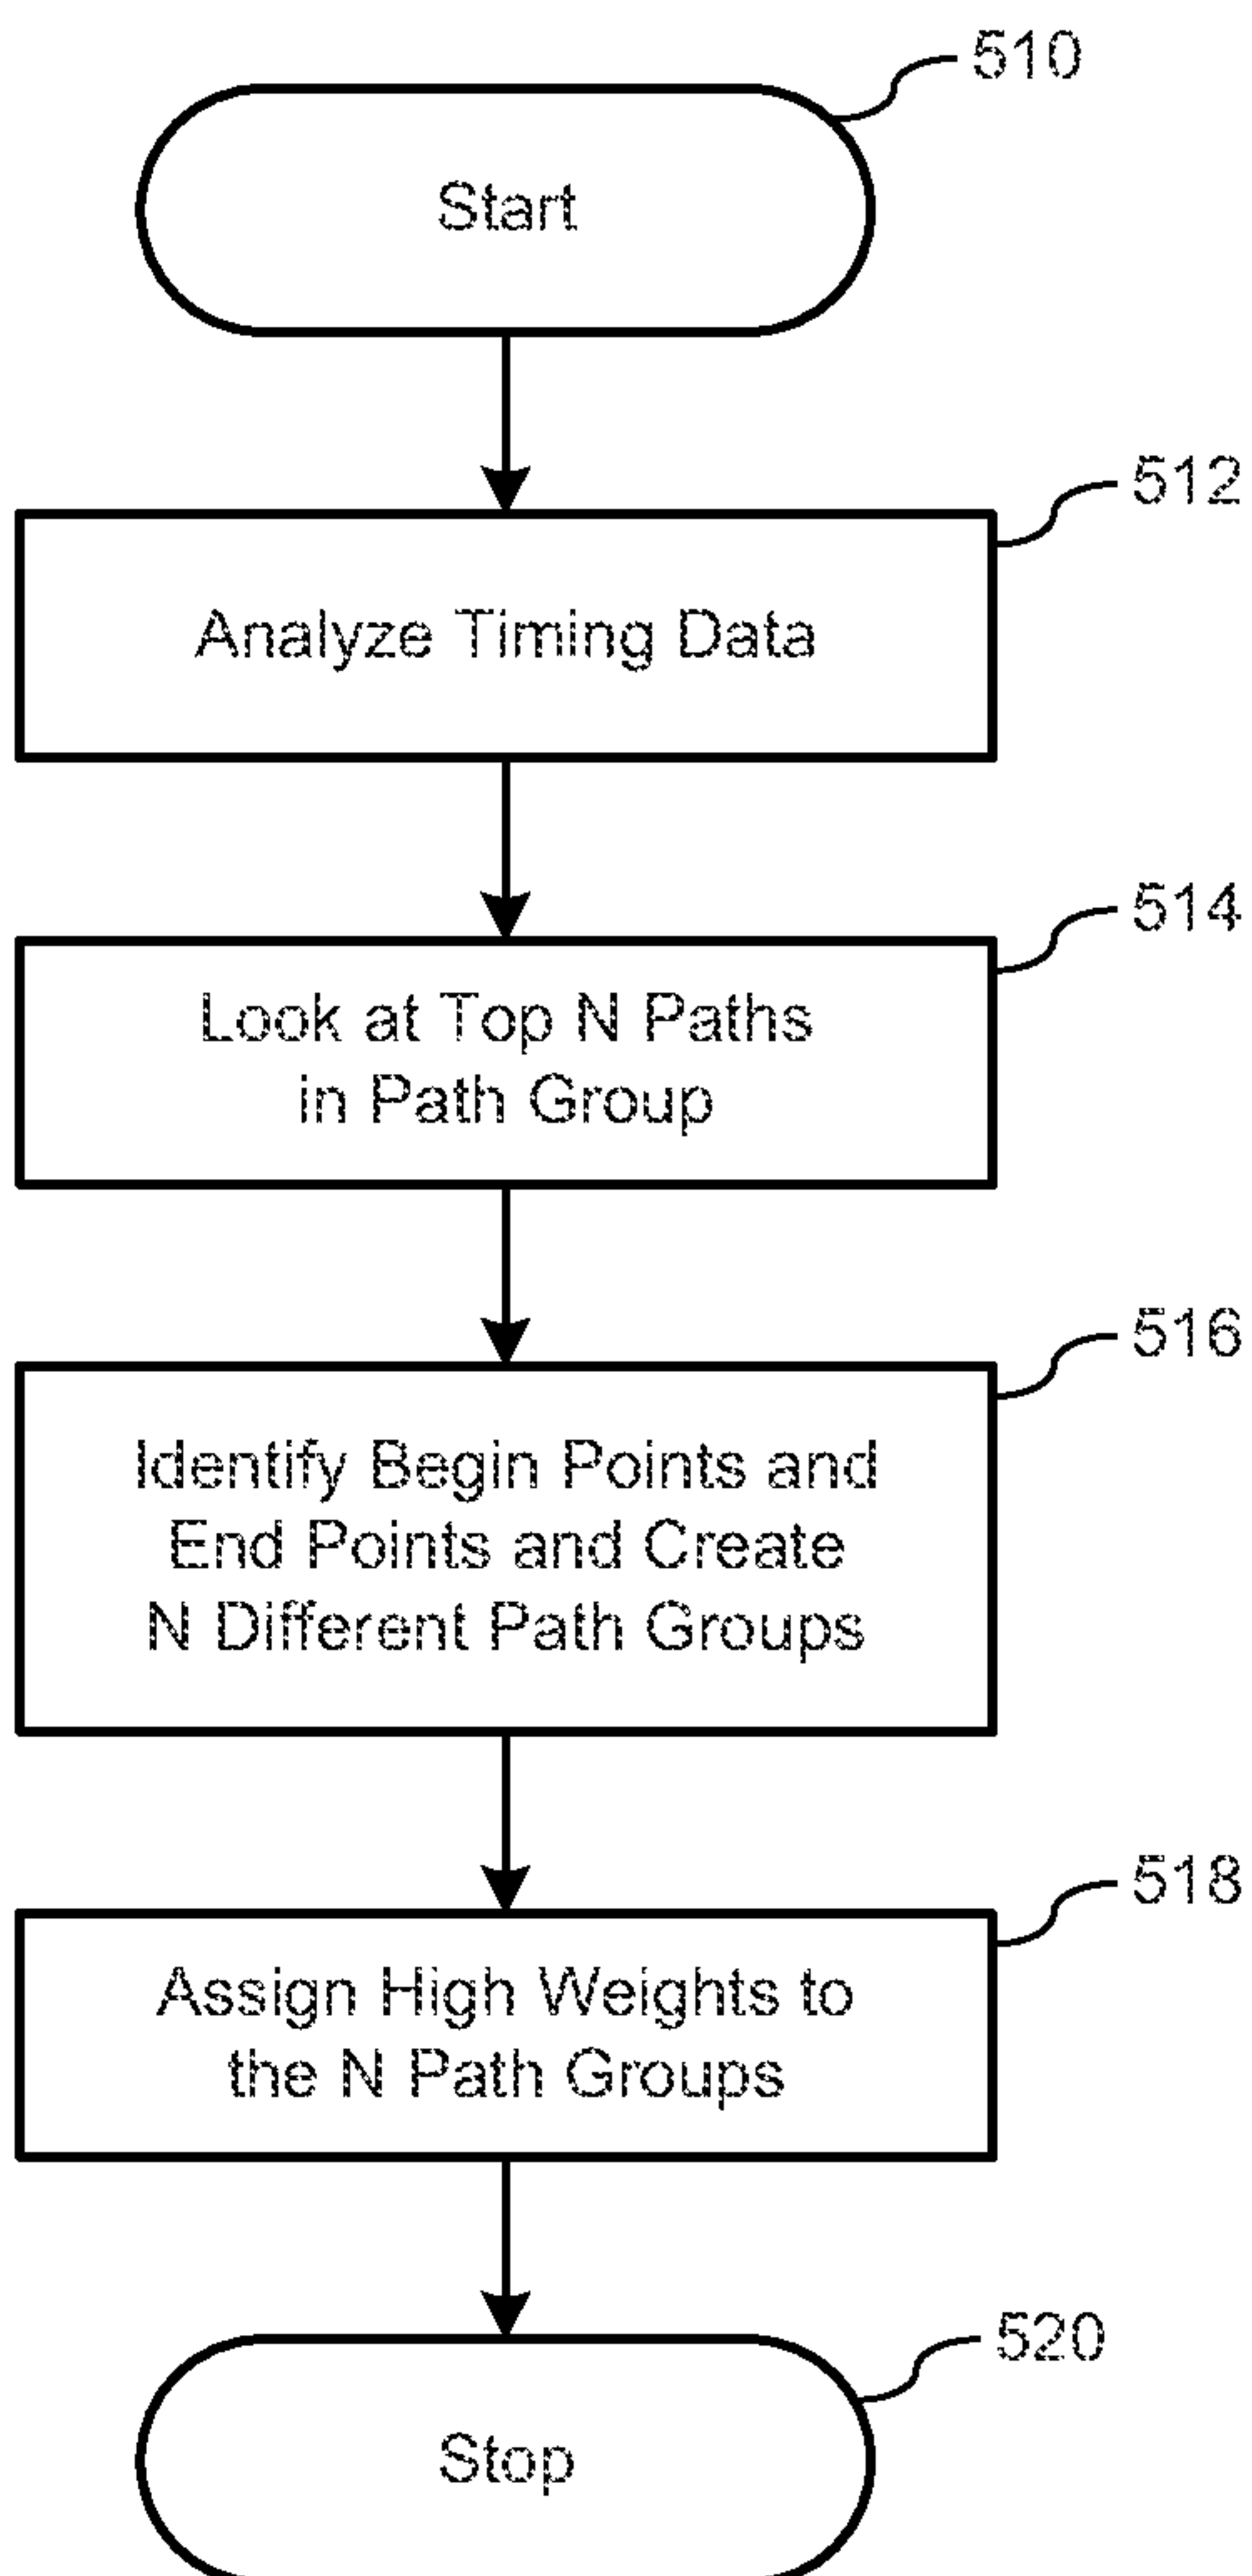 510
Start
512
Analyze Timing Data
514
Look at Top N Paths
in Path Group
516
Identify Begin Points and
End Points and Create
N Different Path Groups
518
Assign High Weights to
the N Path Groups
520
Stop